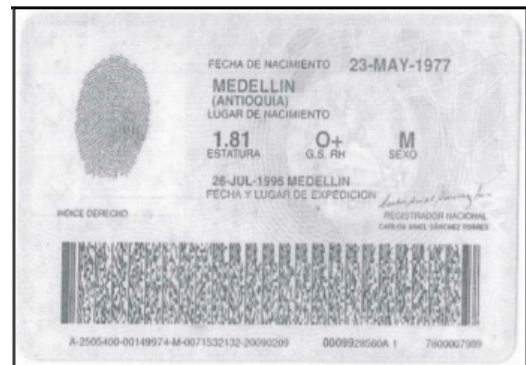 FECHA DE NACIMIENTO 23-MAY-1977
MEDELLIN
(ANTIOQUIA)
LUGAR DE NACIMIENTO
1.81 O+ M
ESTATURA G.S. RH SEXO
26-JUL-1995 MEDELLIN
FECHA Y LUGAR DE EXPEDICION
INDICE DERECHO
REGISTRADOR NACIONAL
CARLOS ARIEL SÁNCHEZ TORRES
A-2505400-00149974-M-0071532132-20090209 0009928560A 1 7800007989